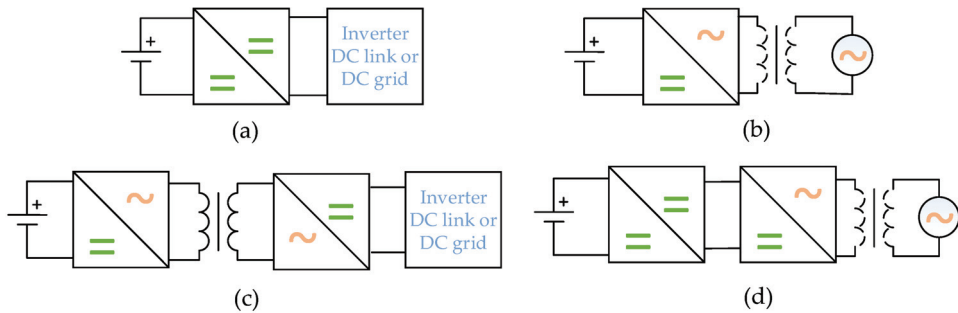 +
Inverter
DC link or
DC grid
+
(a)
(b)
+
Inverter
DC link or
DC grid
+
(c)
(d)